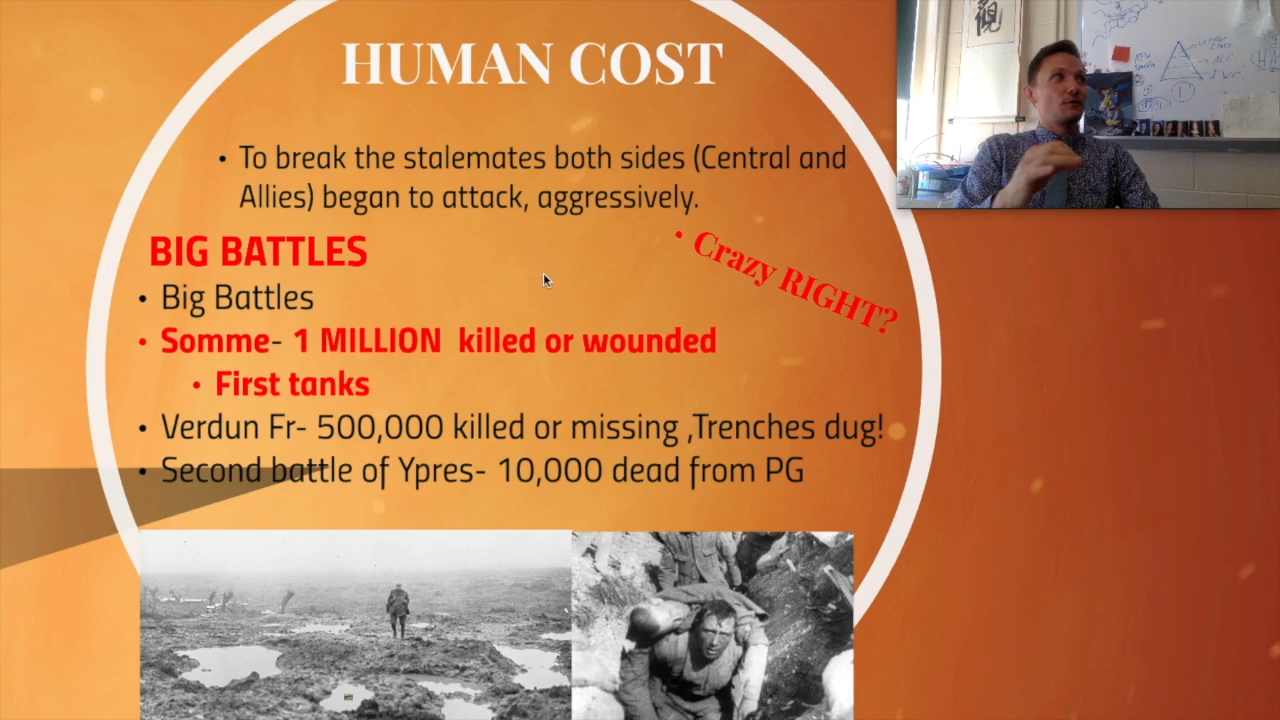 HUMAN COST
• To break the stalemates both sides (Central and
Allies) began to attack, aggressively.
• Crazy RIGHT?
BIG BATTLES
• Big Battles
• Somme- 1 MILLION killed or wounded
• First tanks
• Verdun Fr- 500,000 killed or missing ,Trenches dug!
• Second battle of Ypres- 10,000 dead from PG
觀